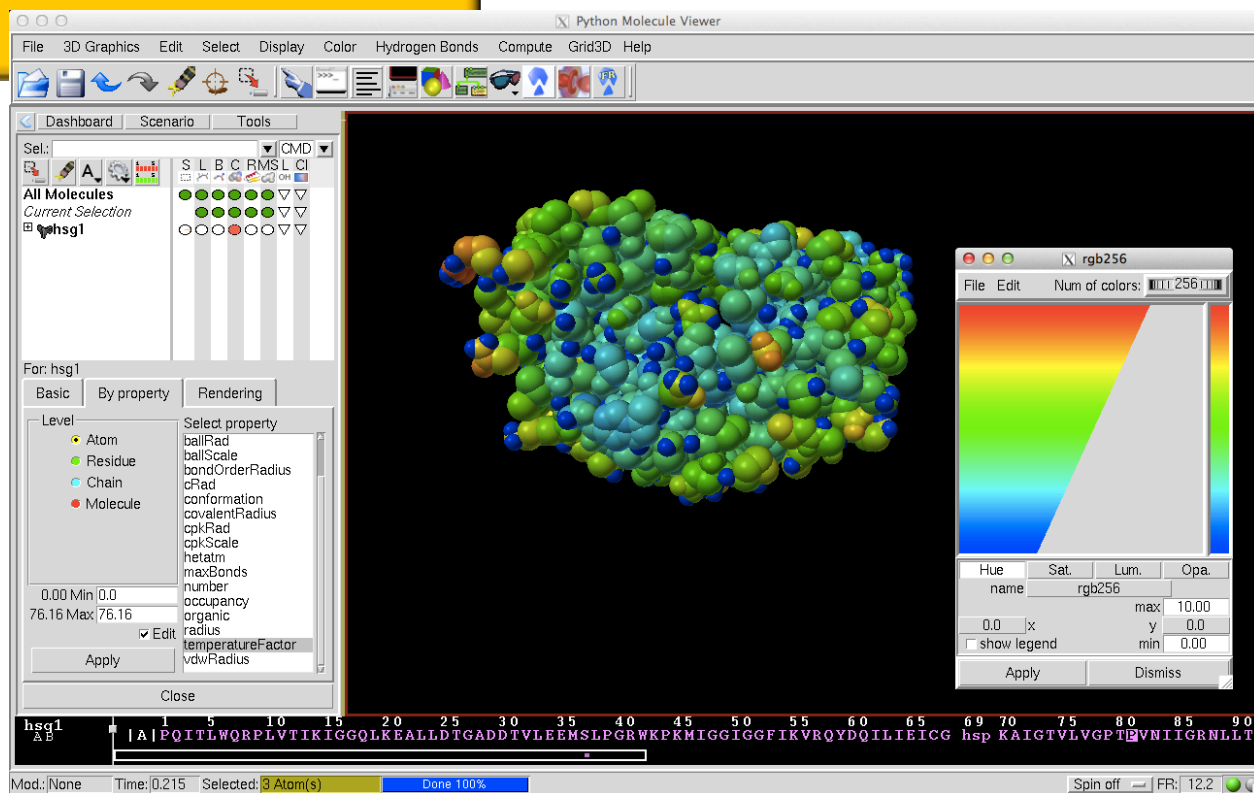 Python Molecule Viewer
File 3D Graphics Edit Select Display Color Hydrogen Bonds Compute Grid3D Help
Dashboard Scenario Tools
Sel.: CMD
S L B C R MS L Cl
All Molecules
Current Selection
hsg1
For: hsg1
Basic By property Rendering
Level
Atom
Residue
Chain
Molecule
0.00 Min 0.0
76.16 Max 76.16
Edit
Apply
Select property
ballRad
ballScale
bondOrderRadius
cRad
conformation
covalentRadius
cpkRad
cpkScale
hetatm
maxBonds
number
occupancy
organic
radius
temperatureFactor
vdwRadius
Close
rgb256
File Edit Num of colors: 256
Hue Sat. Lum. Opa.
name rgb256
max 10.00
0.0 x y 0.0
show legend min 0.00
Apply Dismiss
1 5 10 15 20 25 30 35 40 45 50 55 60 65 69 70 75 80 85 90
hsg1 |A|PQITLWQRPLVTIKIGGQLKEALLDTGADDTVLEEMSLPGRWKPKMIGGIGGFIKVRQYDQILIEICG hsp KAIGTVLVGPTPVNIIGRNLLT
A B
Mod.: None Time: 0.215 Selected: 3 Atom(s) Done 100% Spin off FR: 12.2